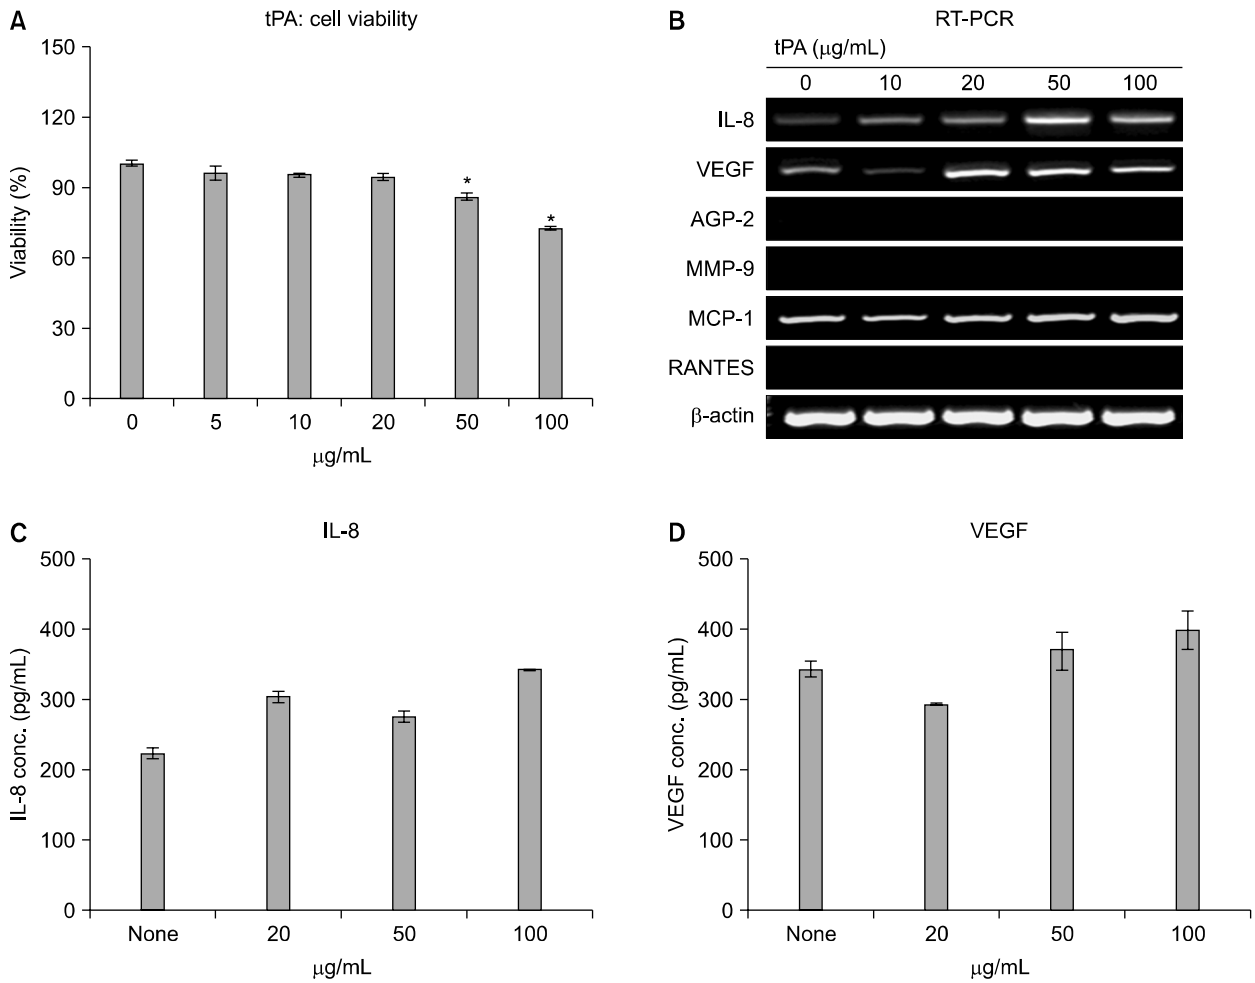 A
tPA: cell viability
150
120
90
60
30
0
Viability (%)
*
*
0 5 10 20 50 100
μg/mL
B
RT-PCR
tPA (μg/mL)
0 10 20 50 100
IL-8
VEGF
AGP-2
MMP-9
MCP-1
RANTES
β-actin
C
IL-8
500
400
300
200
100
0
IL-8 conc. (pg/mL)
None 20 50 100
μg/mL
D
VEGF
500
400
300
200
100
0
VEGF conc. (pg/mL)
None 20 50 100
μg/mL